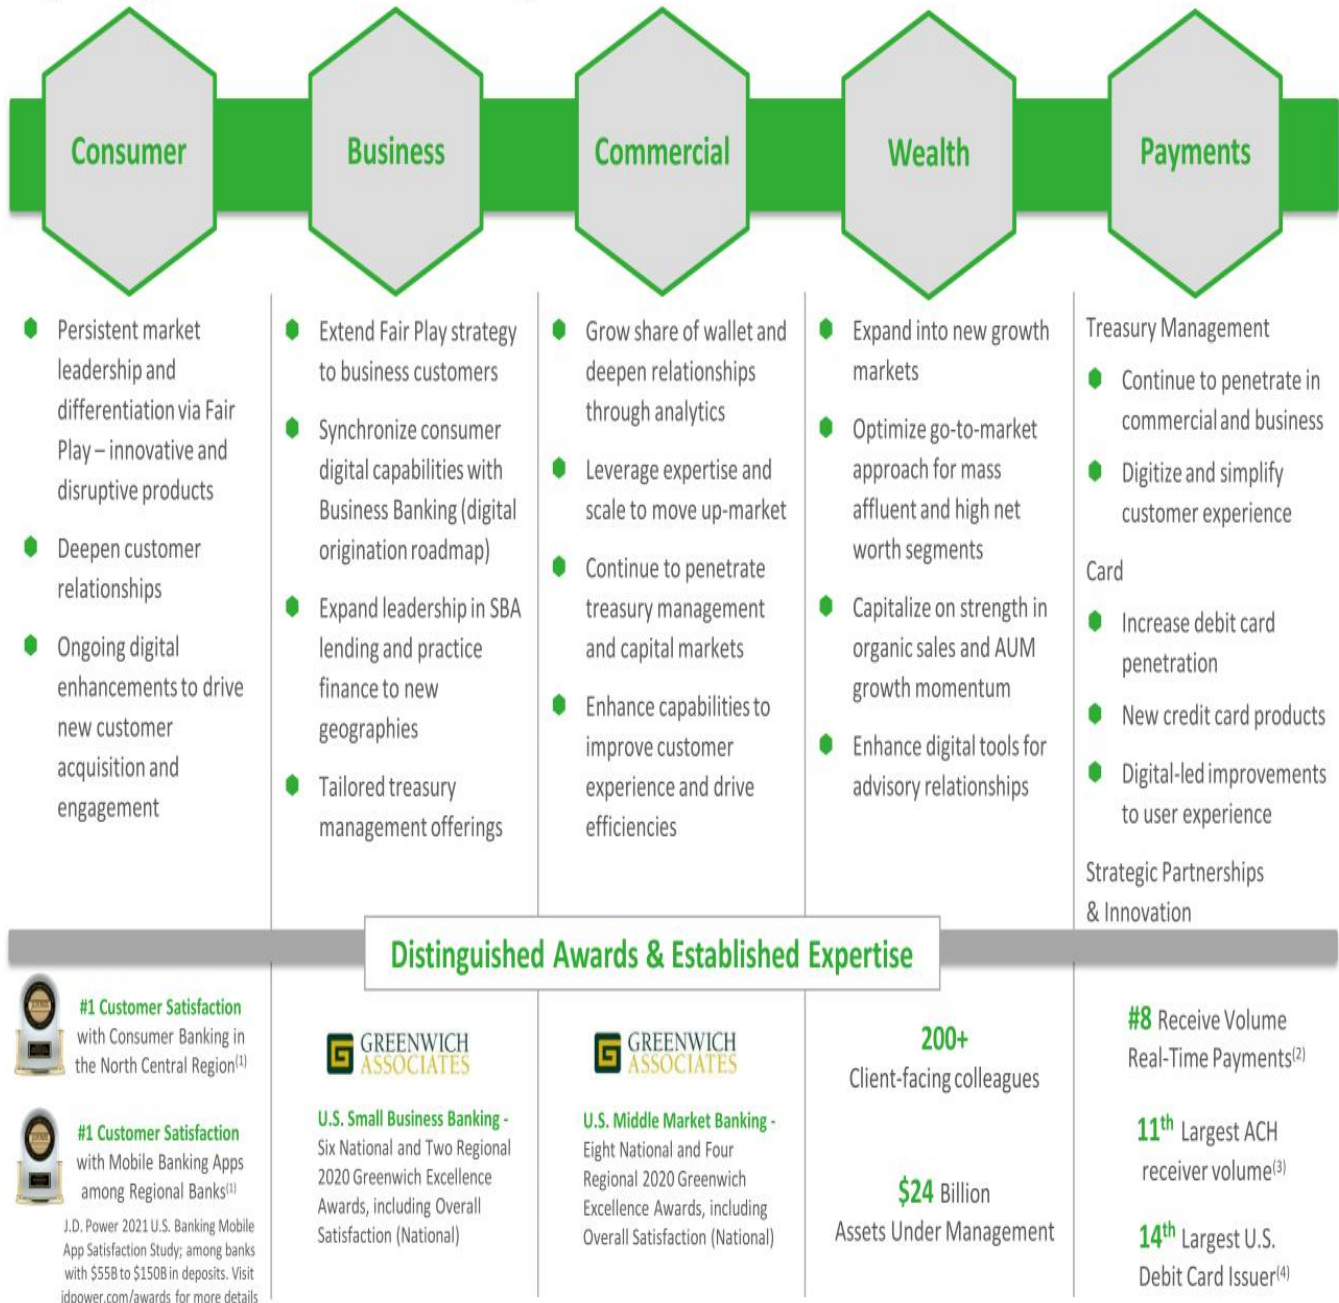 Consumer
Business
Commercial
Wealth
Payments
Persistent market
leadership and
differentiation via Fair
Play – innovative and
disruptive products
Deepen customer
relationships
Ongoing digital
enhancements to drive
new customer
acquisition and
engagement
Extend Fair Play strategy
to business customers
Synchronize consumer
digital capabilities with
Business Banking (digital
origination roadmap)
Expand leadership in SBA
lending and practice
finance to new
geographies
Tailored treasury
management offerings
Grow share of wallet and
deepen relationships
through analytics
Leverage expertise and
scale to move up-market
Continue to penetrate
treasury management
and capital markets
Enhance capabilities to
improve customer
experience and drive
efficiencies
Expand into new growth
markets
Optimize go-to-market
approach for mass
affluent and high net
worth segments
Capitalize on strength in
organic sales and AUM
growth momentum
Enhance digital tools for
advisory relationships
Treasury Management
Continue to penetrate in
commercial and business
Digitize and simplify
customer experience
Card
Increase debit card
penetration
New credit card products
Digital-led improvements
to user experience
Strategic Partnerships
& Innovation
Distinguished Awards & Established Expertise
#1 Customer Satisfaction
with Consumer Banking in
the North Central Region(1)
#1 Customer Satisfaction
with Mobile Banking Apps
among Regional Banks(1)
J.D. Power 2021 U.S. Banking Mobile
App Satisfaction Study; among banks
with $55B to $150B in deposits. Visit
jdpower.com/awards for more details
GREENWICH
ASSOCIATES
U.S. Small Business Banking -
Six National and Two Regional
2020 Greenwich Excellence
Awards, including Overall
Satisfaction (National)
GREENWICH
ASSOCIATES
U.S. Middle Market Banking -
Eight National and Four
Regional 2020 Greenwich
Excellence Awards, including
Overall Satisfaction (National)
200+
Client-facing colleagues
$24 Billion
Assets Under Management
#8 Receive Volume
Real-Time Payments(2)
11th Largest ACH
receiver volume(3)
14th Largest U.S.
Debit Card Issuer(4)